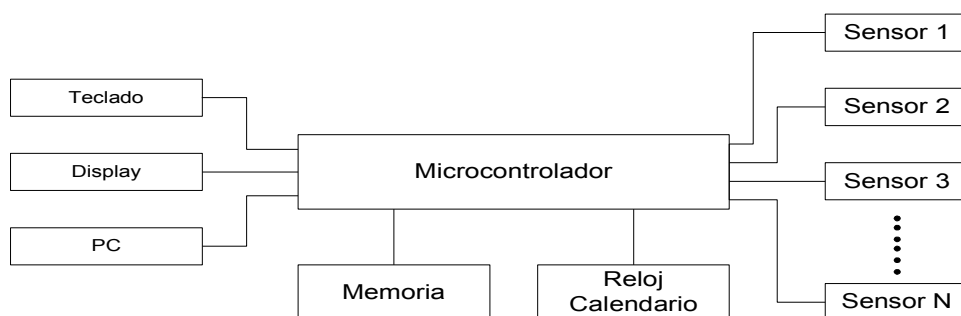 Sensor 1
Teclado
Sensor 2
Display
Microcontrolador
Sensor 3
PC
Memoria
Reloj
Calendario
Sensor N